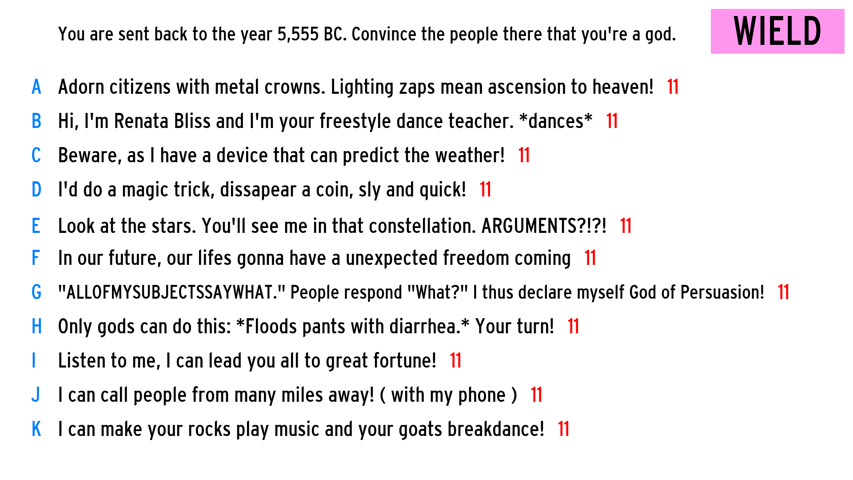 You are sent back to the year 5,555 BC. Convince the people there that you're a god.
WIELD
A Adorn citizens with metal crowns. Lighting zaps mean ascension to heaven! 11
B Hi, I'm Renata Bliss and I'm your freestyle dance teacher. *dances* 11
C Beware, as I have a device that can predict the weather! 11
D I'd do a magic trick, dissapear a coin, sly and quick! 11
E Look at the stars. You'll see me in that constellation. ARGUMENTS?!?! 11
F In our future, our lifes gonna have a unexpected freedom coming 11
G "ALLOFMYSUBJECTSSAYWHAT." People respond "What?" I thus declare myself God of Persuasion! 11
H Only gods can do this: *Floods pants with diarrhea.* Your turn! 11
I Listen to me, I can lead you all to great fortune! 11
J I can call people from many miles away! ( with my phone ) 11
K I can make your rocks play music and your goats breakdance! 11